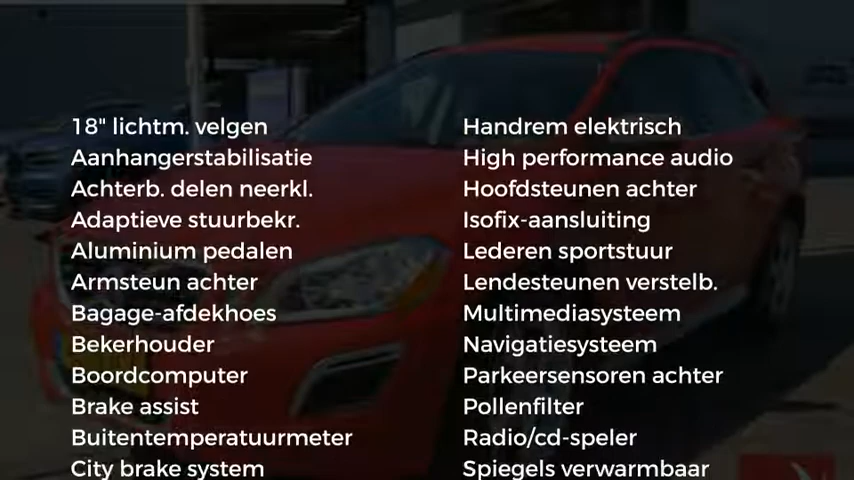 18" lichtm. velgen
Aanhangerstabilisatie
Achterb. delen neerkl.
Adaptieve stuurbekr.
Aluminium pedalen
Armsteun achter
Bagage-afdekhoes
Bekerhouder
Boordcomputer
Brake assist
Buitentemperatuurmeter
City brake system
Handrem elektrisch
High performance audio
Hoofdsteunen achter
Isofix-aansluiting
Lederen sportstuur
Lendesteunen verstelb.
Multimediasysteem
Navigatiesysteem
Parkeersensoren achter
Pollenfilter
Radio/cd-speler
Spiegels verwarmbaar